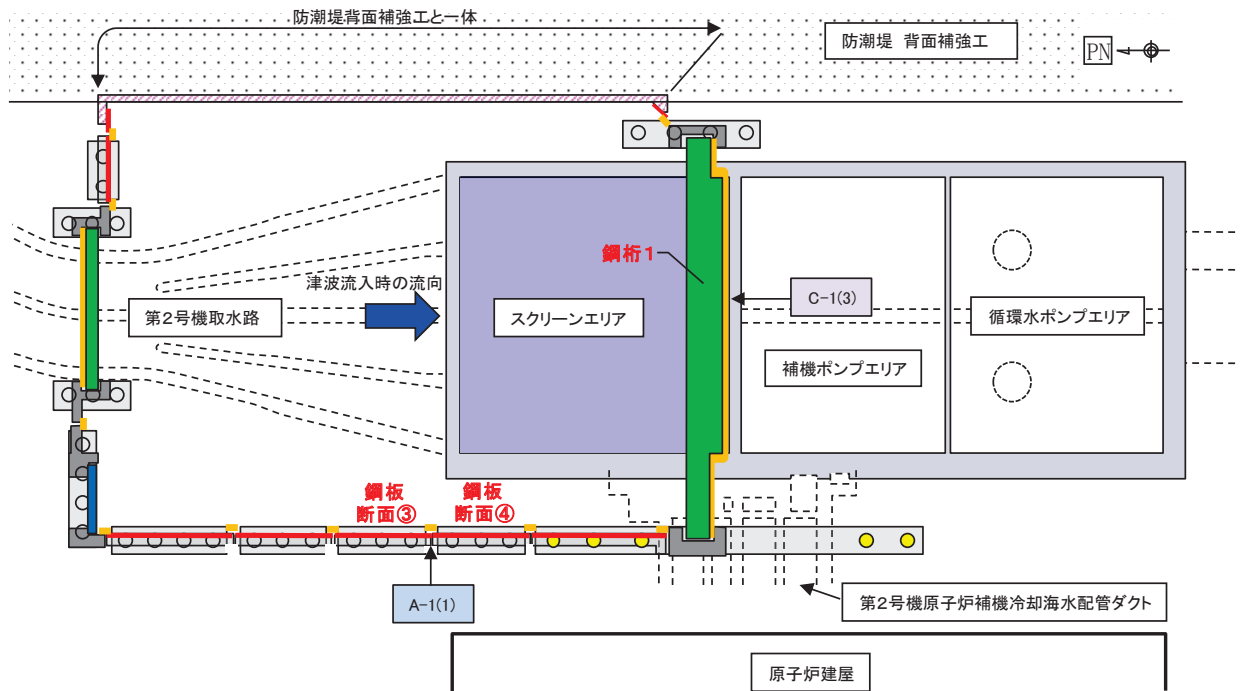 防潮堤背面補強工と一体
防潮堤 背面補強工
PN
鋼桁1
津波流入時の流向
第2号機取水路
スクリーンエリア
C-1(3)
循環水ポンプエリア
補機ポンプエリア
鋼板
断面③
鋼板
断面④
A-1(1)
第2号機原子炉補機冷却海水配管ダクト
原子炉建屋